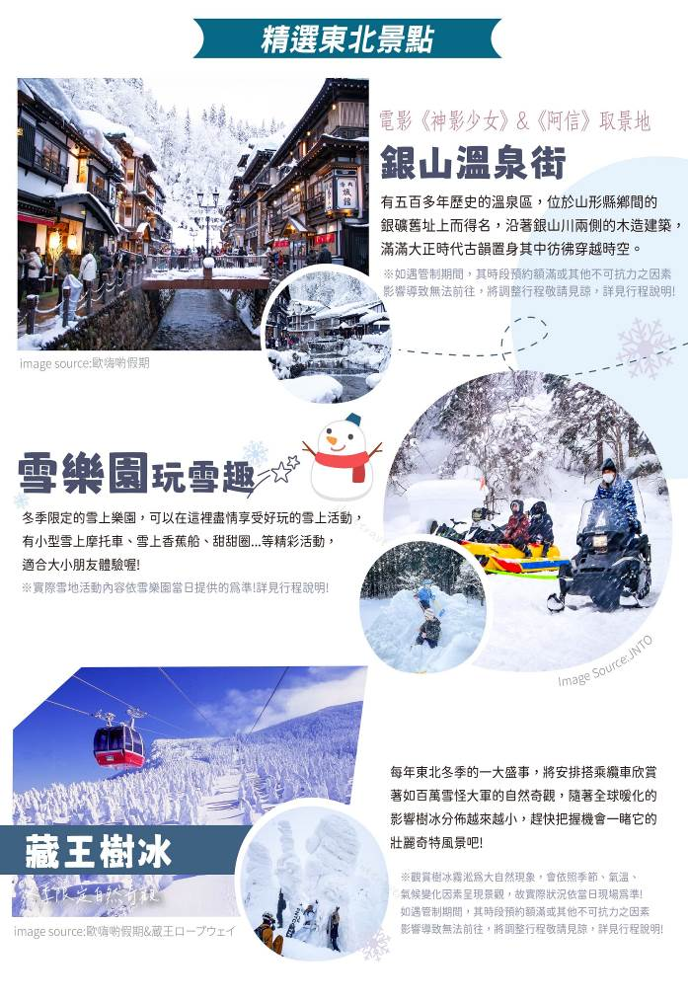 精選東北景點
電影《神影少女》&《阿信》取景地
銀山溫泉街
有五百多年歷史的溫泉區，位於山形縣鄉間的
銀礦舊址上而得名，沿著銀山川兩側的木造建築，
滿滿大正時代古韻置身其中彷彿穿越時空。
※如遇管制期間，其時段預約額滿或其他不可抗力之因素
影響導致無法前往，將調整行程敬請見諒，詳見行程說明!
image source:歐嗨喲假期
雪樂園玩雪趣
冬季限定的雪上樂園，可以在這裡盡情享受好玩的雪上活動，
有小型雪上摩托車、雪上香蕉船、甜甜圈...等精彩活動，
適合大小朋友體驗喔!
※實際雪地活動內容依雪樂園當日提供的為準!詳見行程說明!
Image Source:JNTO
每年東北冬季的一大盛事，將安排搭乘纜車欣賞
著如百萬雪怪大軍的自然奇觀，隨著全球暖化的
影響樹冰分佈越來越小，趕快把握機會一睹它的
壯麗奇特風景吧!
藏王樹冰
冬季限定自然奇觀
※觀賞樹冰霧淞為大自然現象，會依照季節、氣溫、
氣候變化因素呈現景觀，故實際狀況依當日現場為準!
如遇管制期間，其時段預約額滿或其他不可抗力之因素
影響導致無法前往，將調整行程敬請見諒，詳見行程說明!
image source:歐嗨喲假期&蔵王ロープウェイ